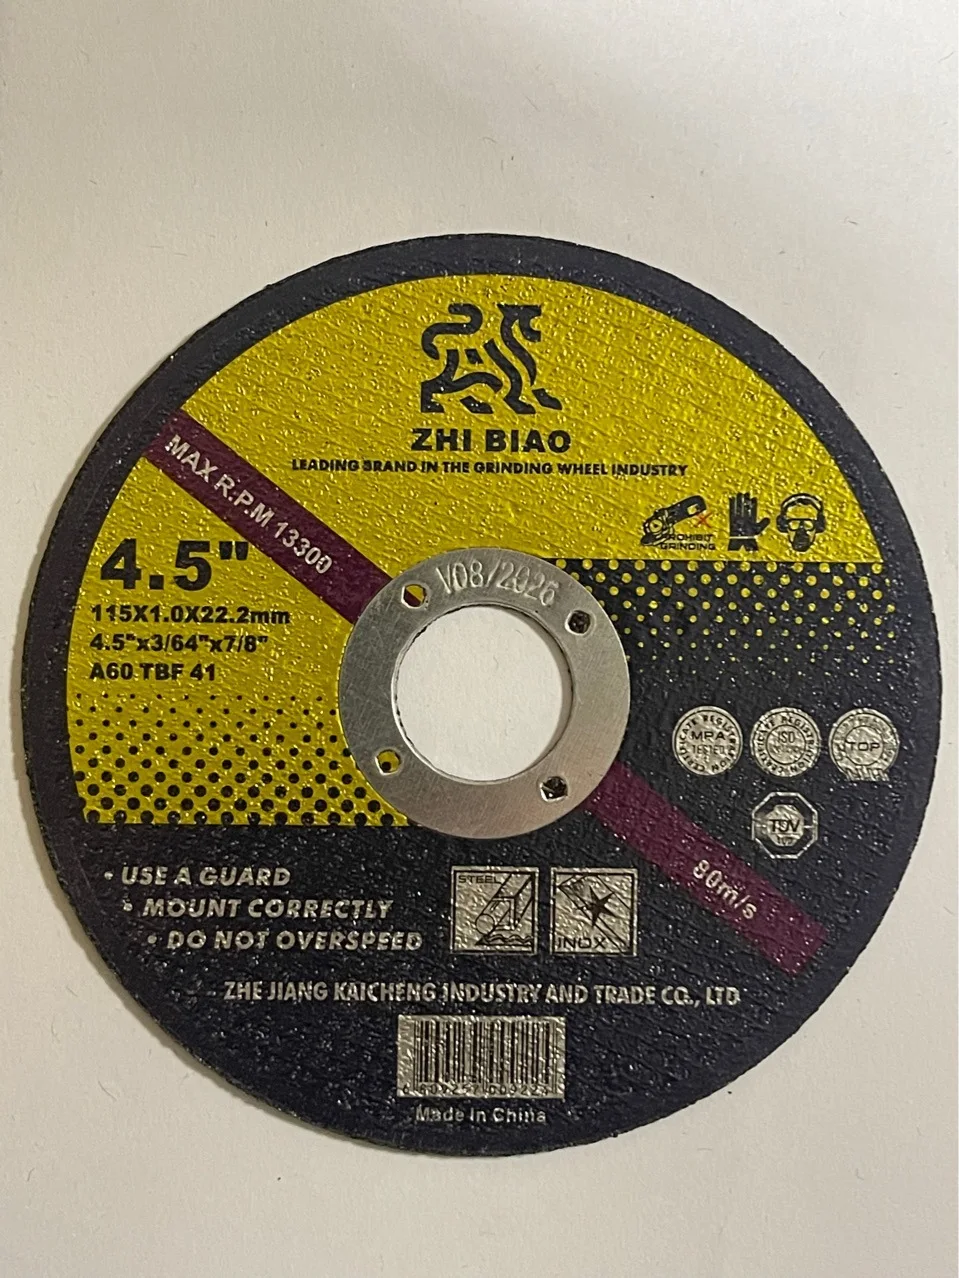 ZHI BIAO
LEADING BRAND IN THE GRINDING WHEEL INDUSTRY
MAX R.P.M 13300
PROHIBIT
GRINDING
4.5"
115X1.0X22.2mm
4.5"x3/64"x7/8"
A60 TBF 41
V08/2026
MPA
TESTED
ISO
TOP
TÜV
80m/s
• USE A GUARD
• MOUNT CORRECTLY
• DO NOT OVERSPEED
STEEL
INOX
ZHE JIANG KAICHENG INDUSTRY AND TRADE CO., LTD
Made in China